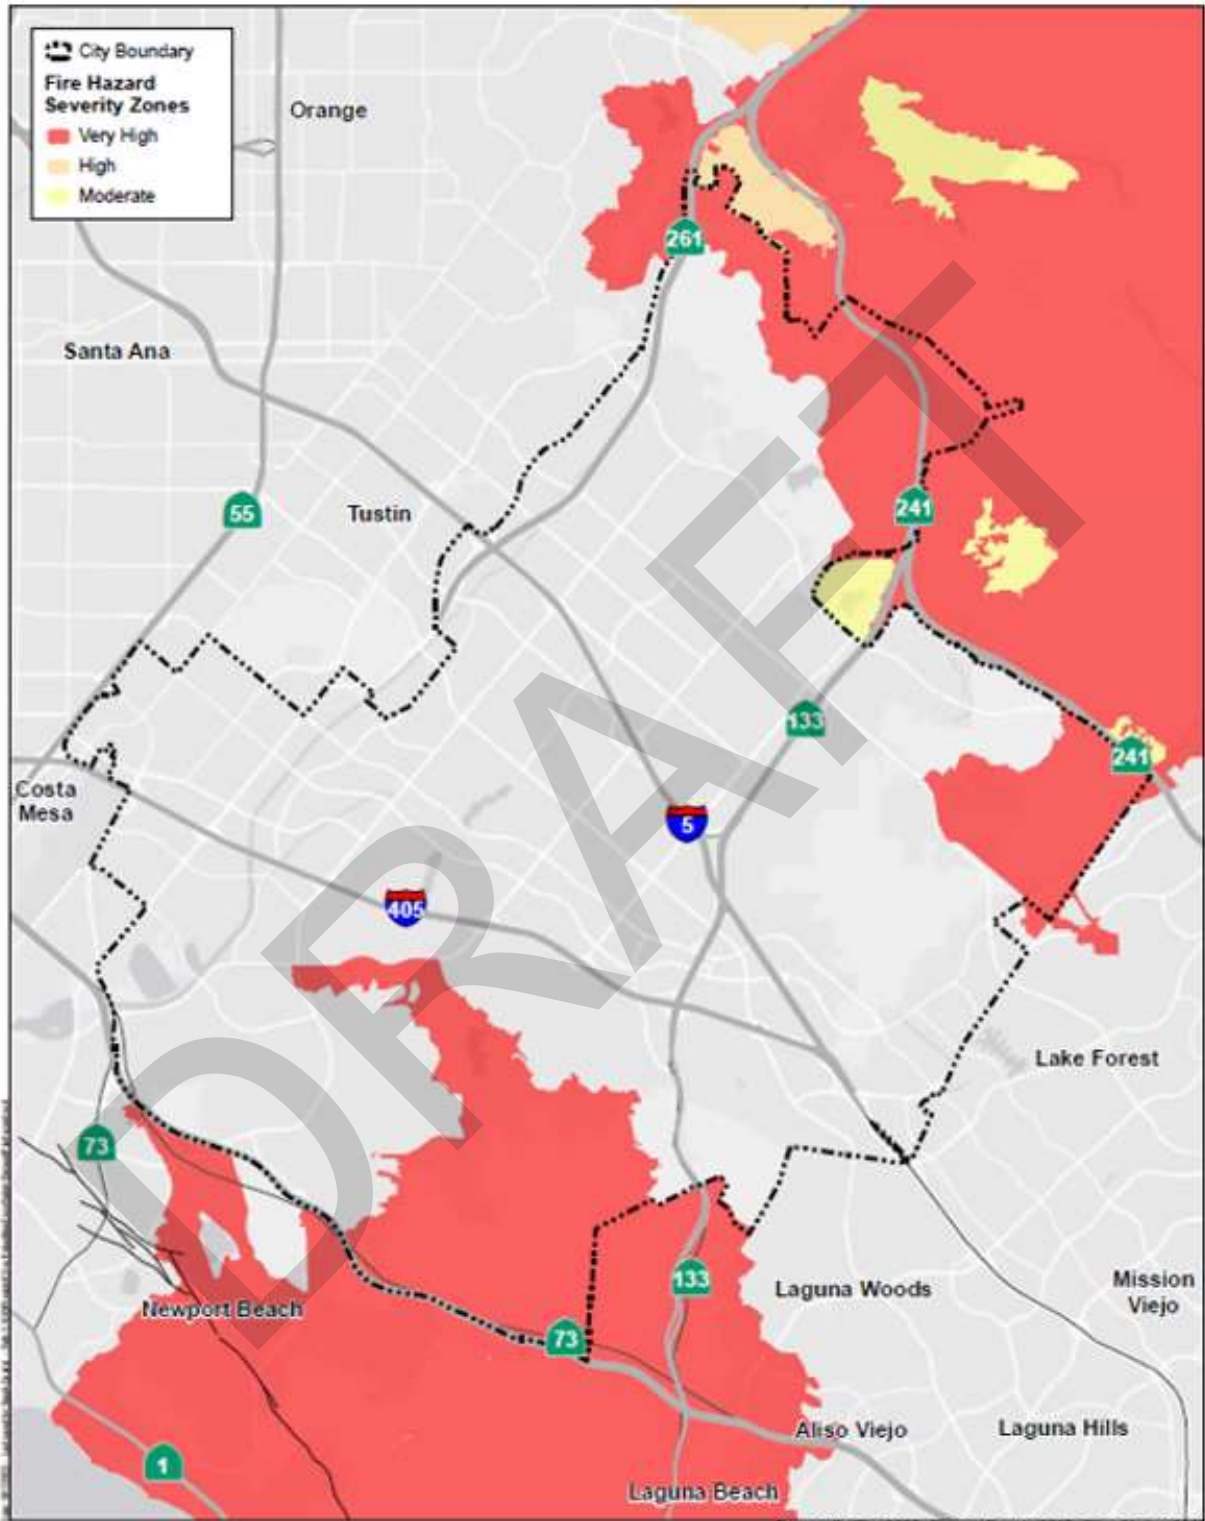 City Boundary
Fire Hazard
Severity Zones
Very High
High
Moderate
Orange
261
Santa Ana
55
Tustin
241
133
241
Costa
Mesa
5
405
DRAFT
Lake Forest
73
133
Laguna Woods
Mission
Viejo
Newport Beach
73
Aliso Viejo
Laguna Hills
1
Laguna Beach